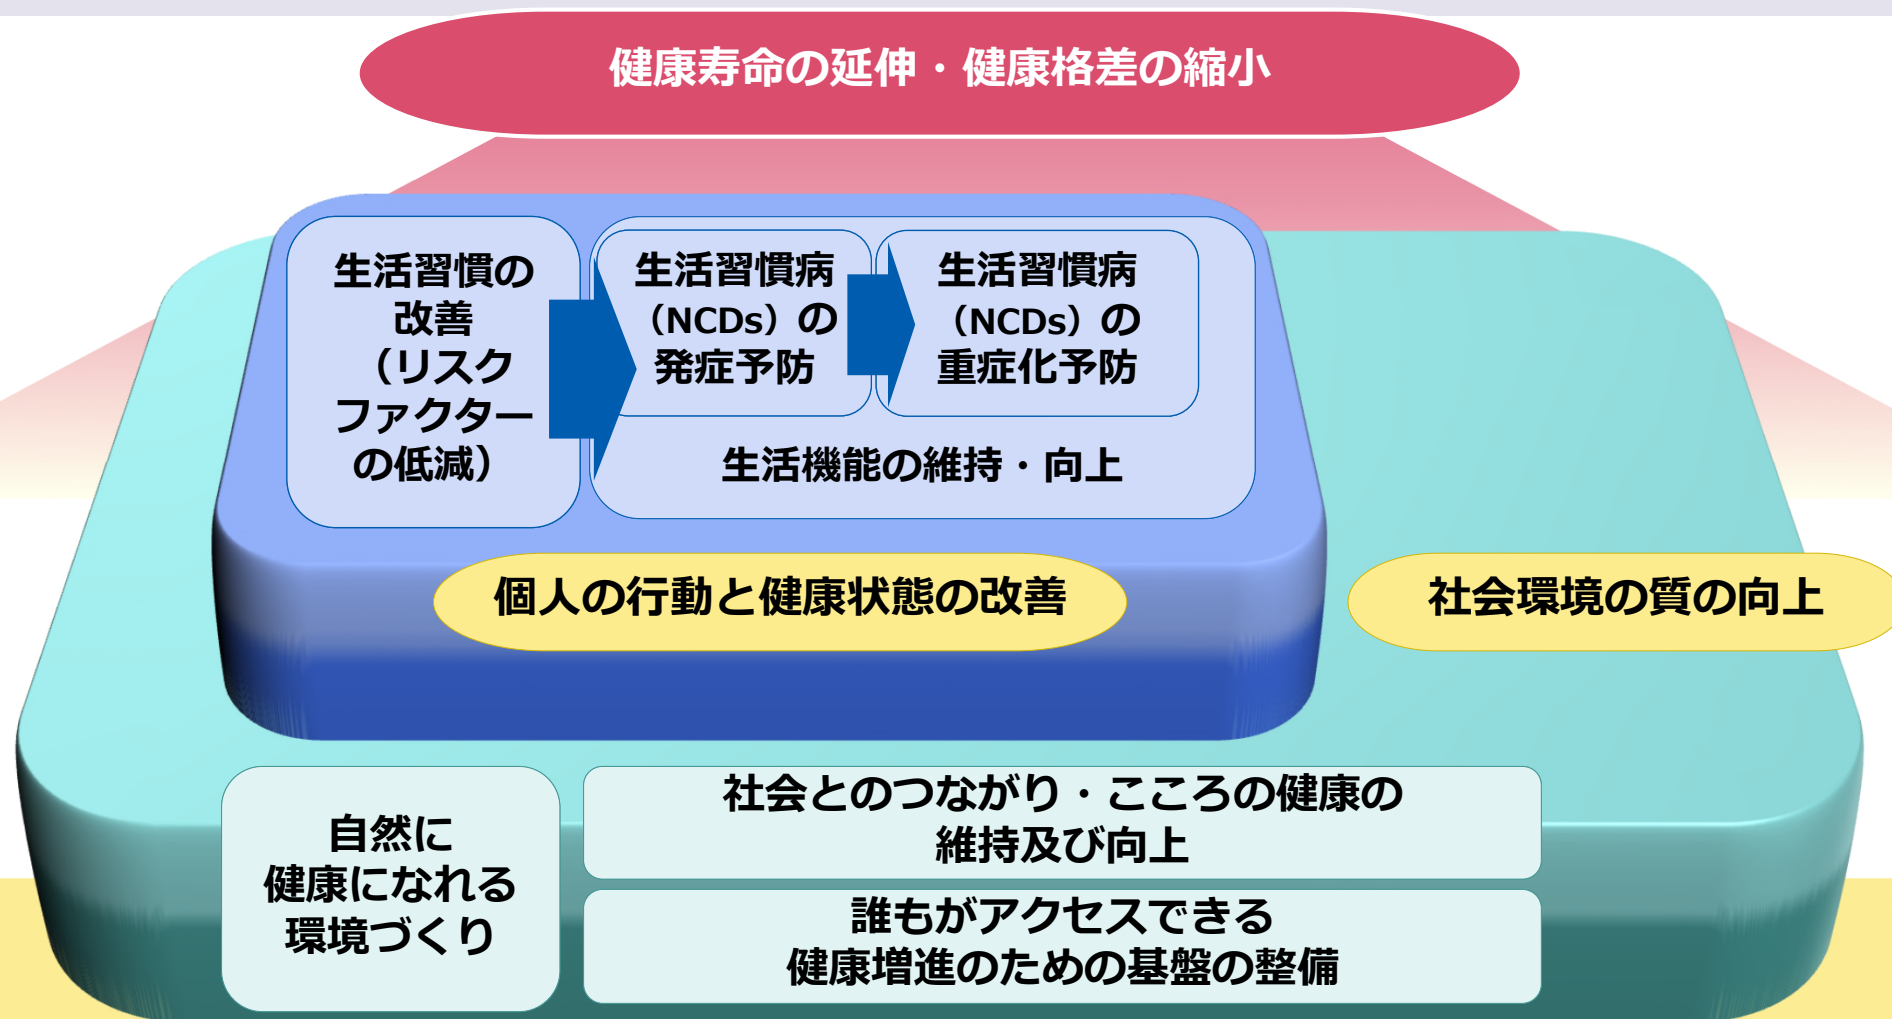 健康寿命の延伸・健康格差の縮小
生活習慣の
改善
（リスク
ファクター
の低減）
生活習慣病
（NCDs）の
発症予防
生活習慣病
（NCDs）の
重症化予防
生活機能の維持・向上
個人の行動と健康状態の改善
社会環境の質の向上
自然に
健康になれる
環境づくり
社会とのつながり・こころの健康の
維持及び向上
誰もがアクセスできる
健康増進のための基盤の整備